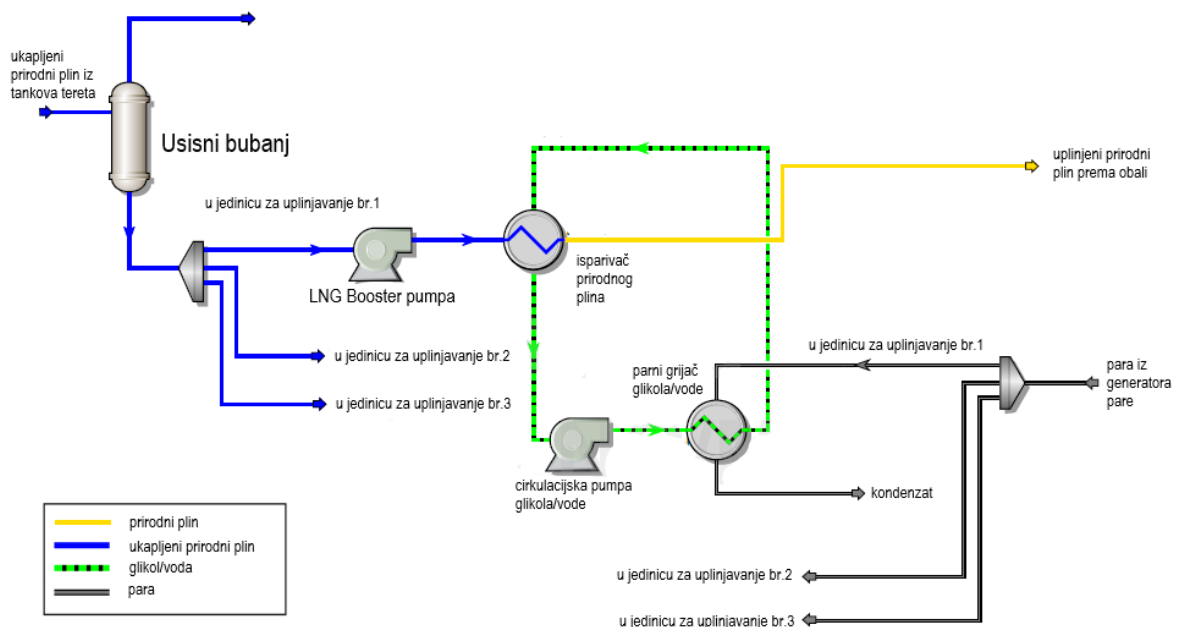 ukapljeni
prirodni plin iz
tankova tereta
Usisni bubanj
u jedinicu za uplinjavanje br.1
LNG Booster pumpa
isparivač
prirodnog
plina
uplinjeni prirodni
plin prema obali
u jedinicu za uplinjavanje br.2
u jedinicu za uplinjavanje br.3
u jedinicu za uplinjavanje br.1
parni grijač
glikola/vode
para iz
generatora
pare
cirkulacijska pumpa
glikola/vode
kondenzat
u jedinicu za uplinjavanje br.2
u jedinicu za uplinjavanje br.3
prirodni plin
ukapljeni prirodni plin
glikol/voda
para